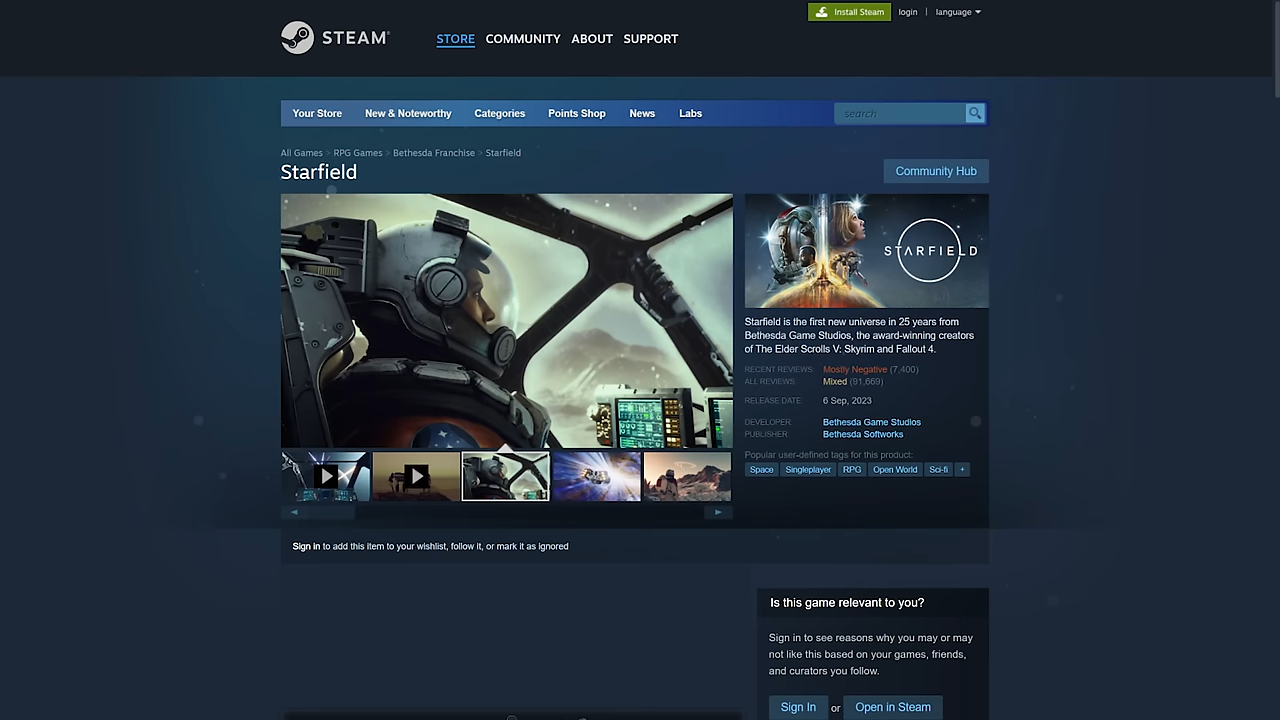 Install Steam
login
language
STEAM®
STORE
COMMUNITY
ABOUT
SUPPORT
Your Store
New & Noteworthy
Categories
Points Shop
News
Labs
search
All Games > RPG Games > Bethesda Franchise > Starfield
Starfield
Community Hub
STARFIELD
Starfield is the first new universe in 25 years from
Bethesda Game Studios, the award-winning creators
of The Elder Scrolls V: Skyrim and Fallout 4.
RECENT REVIEWS: Mostly Negative (7,400)
ALL REVIEWS: Mixed (91,669)
RELEASE DATE: 6 Sep, 2023
DEVELOPER: Bethesda Game Studios
PUBLISHER: Bethesda Softworks
Popular user-defined tags for this product:
Space Singleplayer RPG Open World Sci-fi +
Sign in to add this item to your wishlist, follow it, or mark it as ignored
Is this game relevant to you?
Sign in to see reasons why you may or may
not like this based on your games, friends,
and curators you follow.
Sign In or Open in Steam